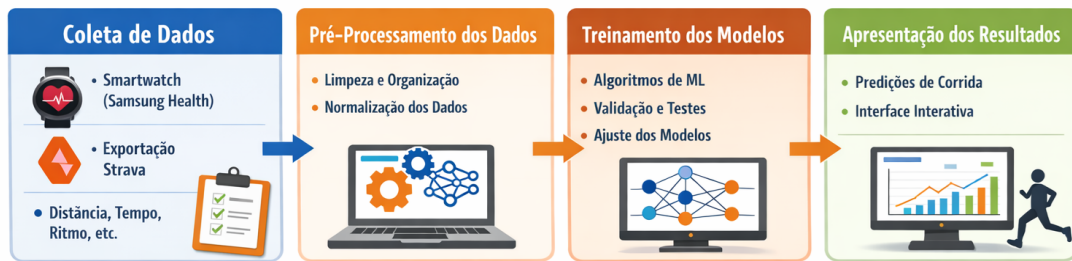 Coleta de Dados
• Smartwatch
(Samsung Health)
• Exportação
Strava
• Distância, Tempo,
Ritmo, etc.
Pré-Processamento dos Dados
• Limpeza e Organização
• Normalização dos Dados
Treinamento dos Modelos
• Algoritmos de ML
• Validação e Testes
• Ajuste dos Modelos
Apresentação dos Resultados
• Predições de Corrida
• Interface Interativa